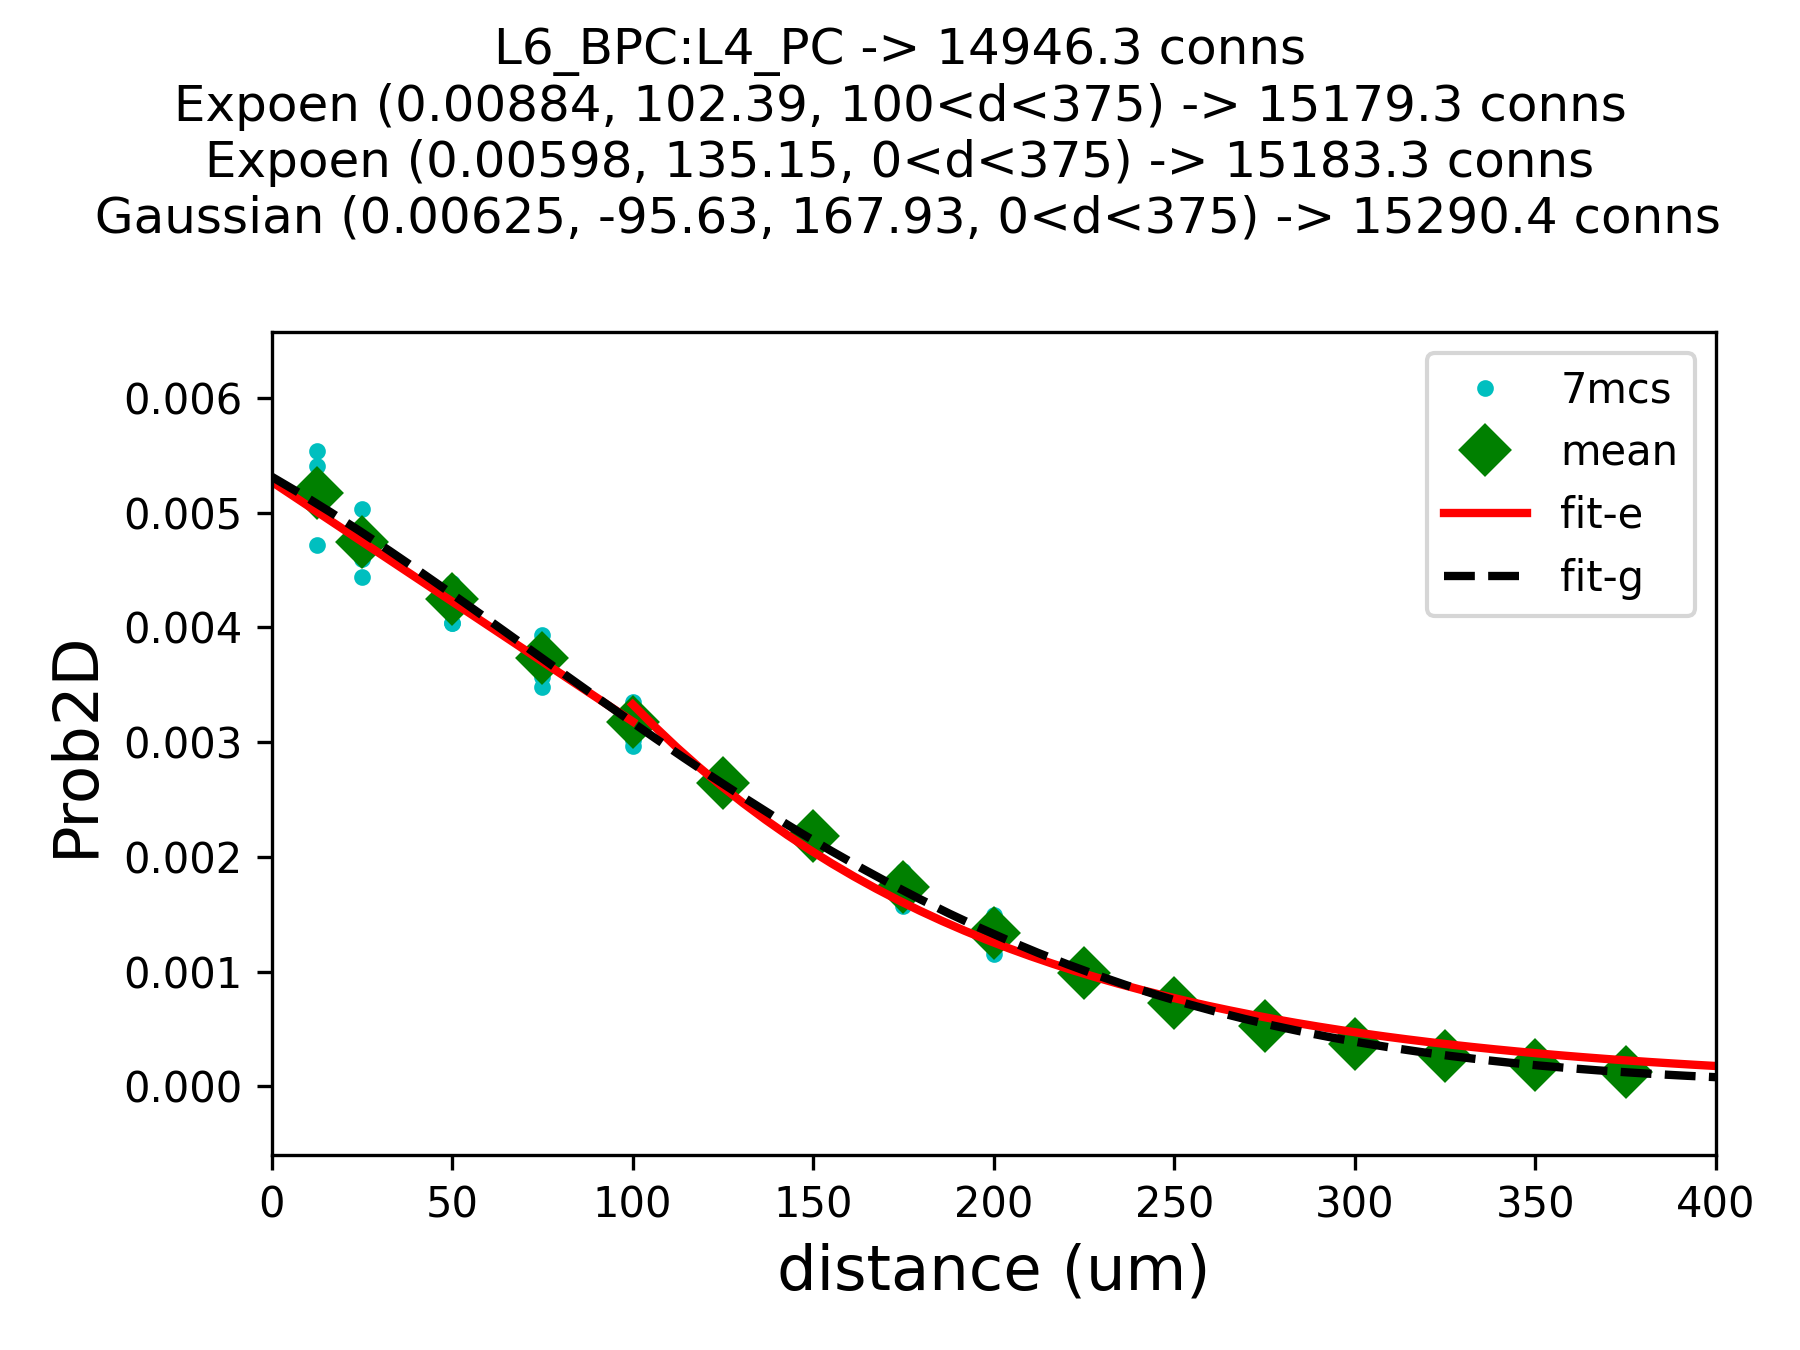 L6_BPC:L4_PC -> 14946.3 conns
Expoen (0.00884, 102.39, 100<d<375) -> 15179.3 conns
Expoen (0.00598, 135.15, 0<d<375) -> 15183.3 conns
Gaussian (0.00625, -95.63, 167.93, 0<d<375) -> 15290.4 conns
7mcs
mean
fit-e
fit-g
Prob2D
0.006
0.005
0.004
0.003
0.002
0.001
0.000
0 50 100 150 200 250 300 350 400
distance (um)